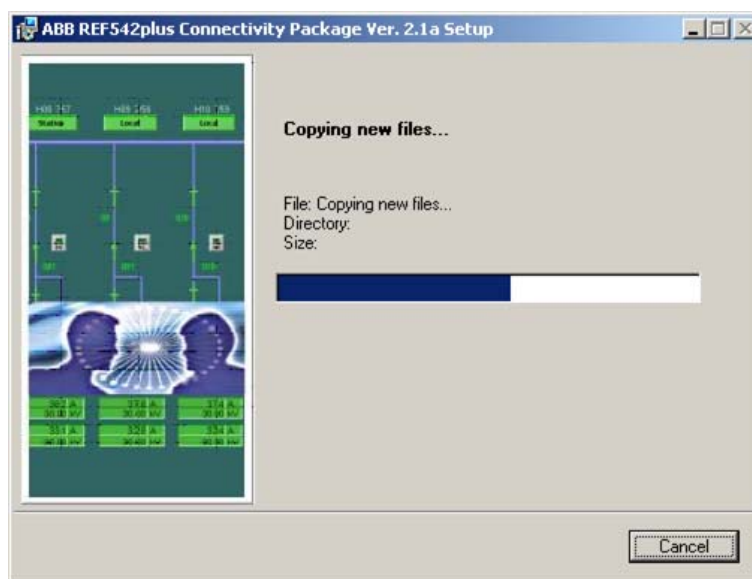 ABB REF542plus Connectivity Package Ver. 2.1a Setup
Local Local
Copying new files...
File: Copying new files...
Directory:
Size:
Cancel